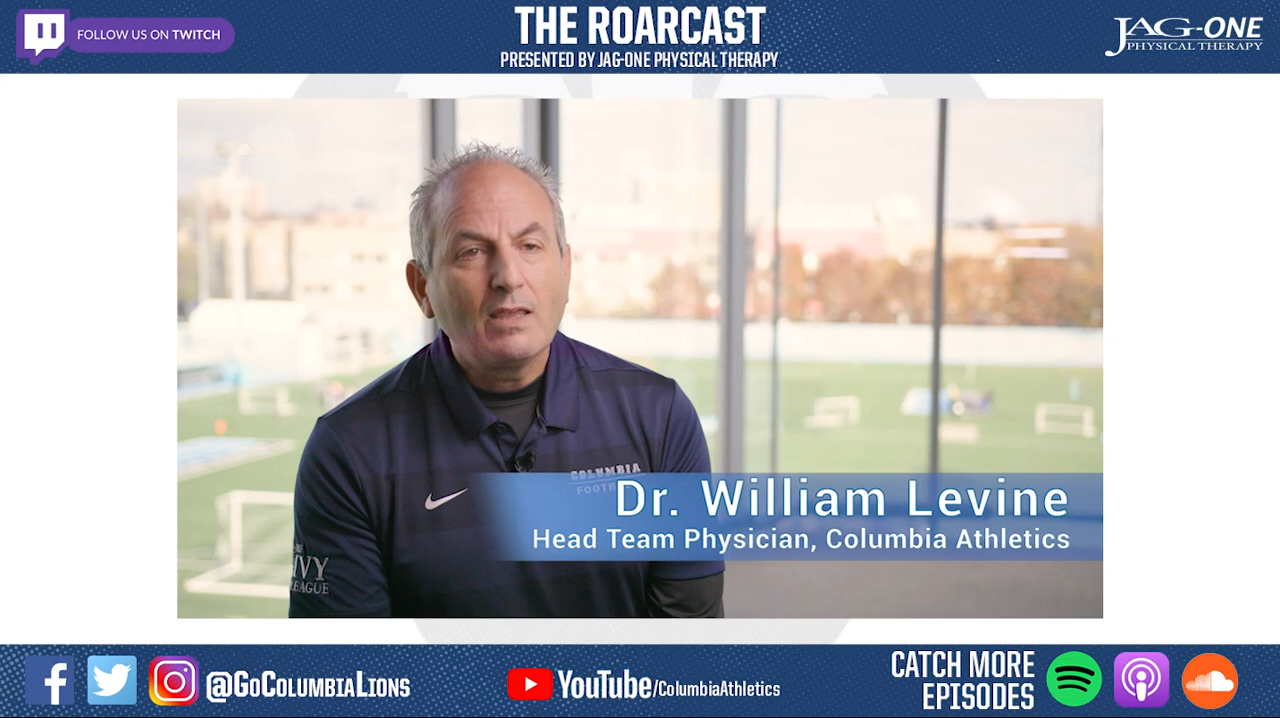 FOLLOW US ON TWITCH
THE ROARCAST
PRESENTED BY JAG-ONE PHYSICAL THERAPY
JAG-ONE
PHYSICAL THERAPY
COLUMBIA
Dr. William Levine
Head Team Physician, Columbia Athletics
IVY
LEAGUE
@GOCOLUMBIALIONS
YouTube/ColumbiaAthletics
CATCH MORE
EPISODES